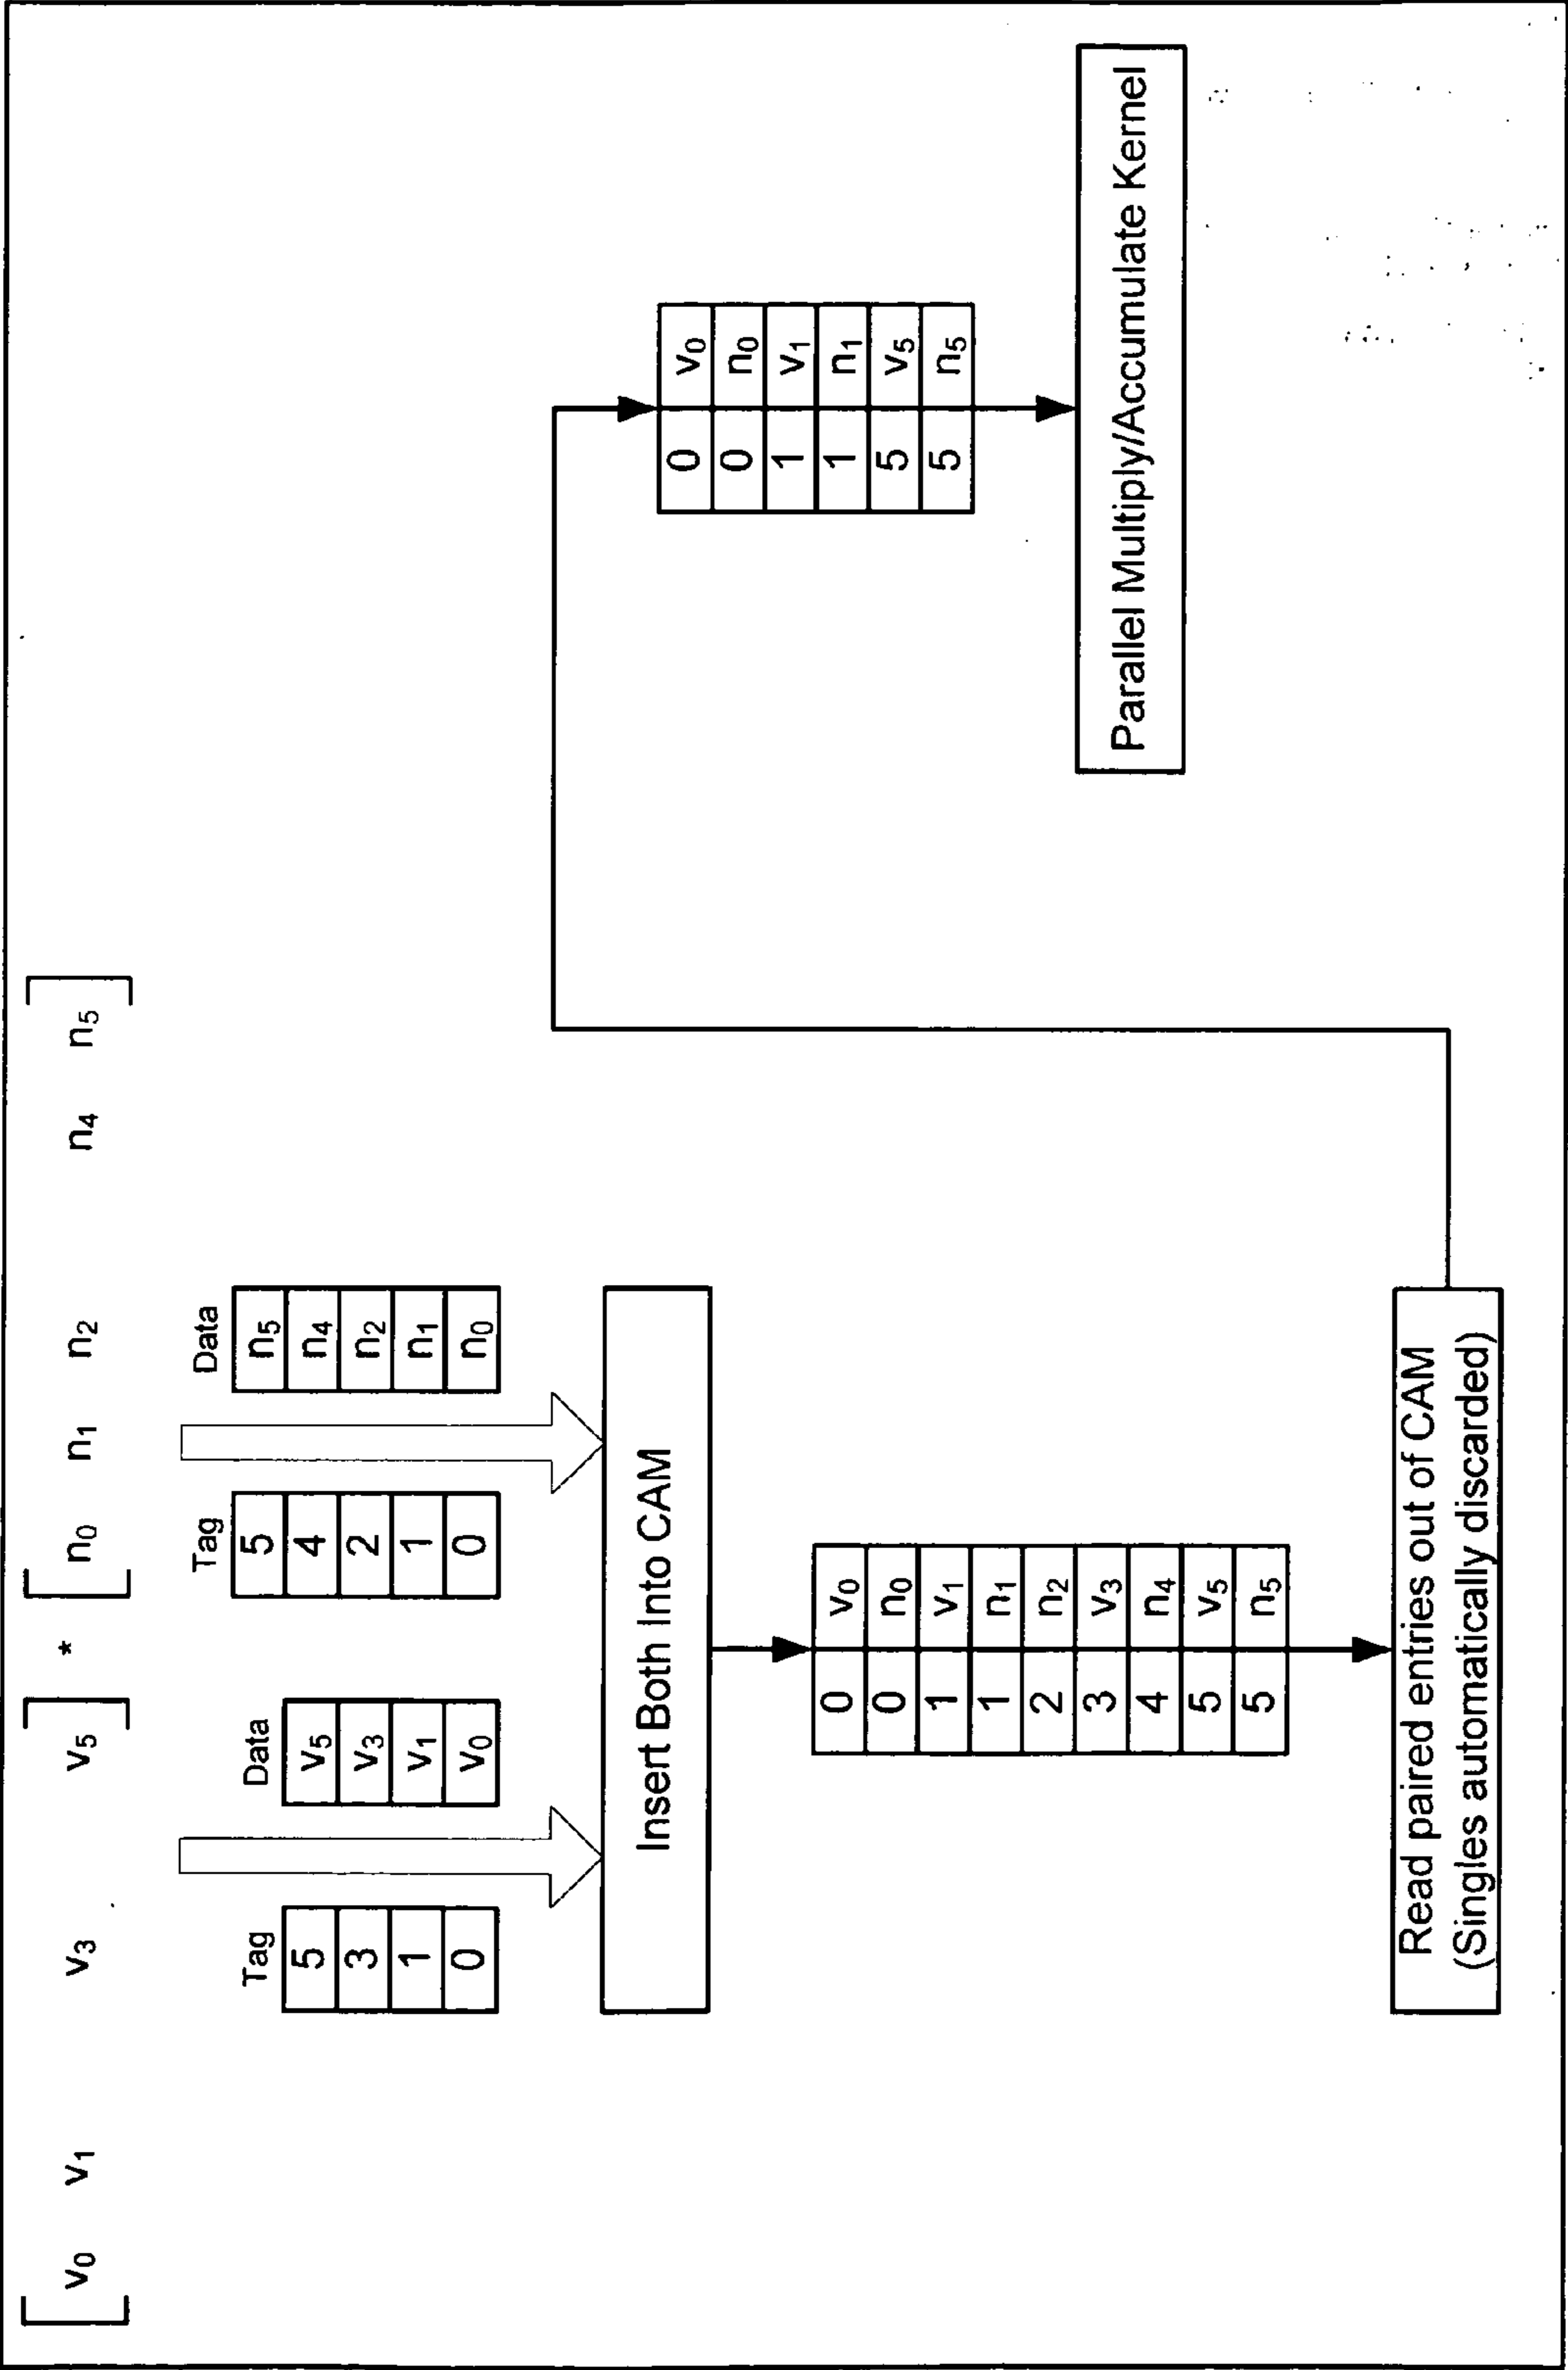 [ v₀ v₁ v₃ v₅ ] * [ n₀ n₁ n₂ n₄ n₅ ]
Tag Data Tag Data
5 n₅
5 v₅ 4 n₄
3 v₃ 2 n₂
1 v₁ 1 n₁
0 v₀ 0 n₀
Insert Both Into CAM
0 v₀
0 n₀
1 v₁
1 n₁
2 n₂
3 v₃
4 n₄
5 v₅
5 n₅
Read paired entries out of CAM
(Singles automatically discarded)
0 v₀
0 n₀
1 v₁
1 n₁
5 v₅
5 n₅
Parallel Multiply/Accumulate Kernel